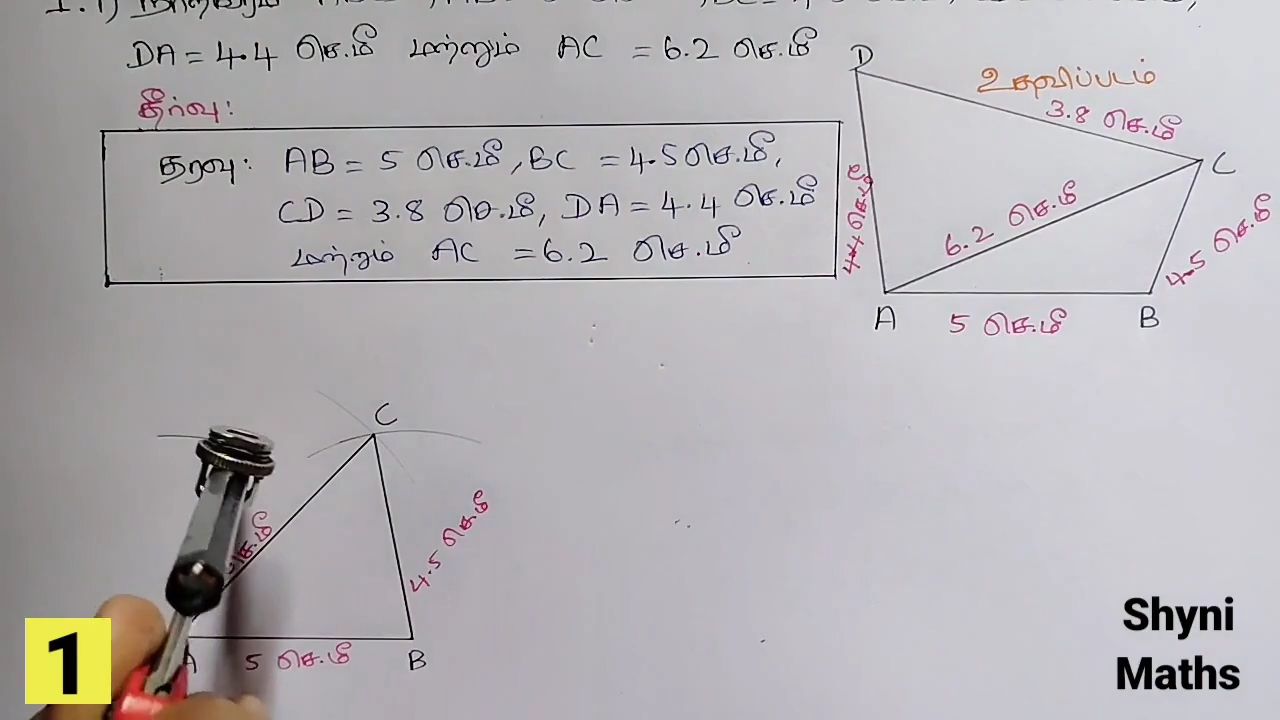 DA = 4.4 செ.மீ மற்றும் AC = 6.2 செ.மீ
தீர்வு:
தரவு: AB = 5 செ.மீ, BC = 4.5 செ.மீ,
CD = 3.8 செ.மீ, DA = 4.4 செ.மீ
மற்றும் AC = 6.2 செ.மீ
உதவிப்படம்
D
3.8 செ.மீ
C
4.4 செ.மீ
6.2 செ.மீ
4.5 செ.மீ
A
5 செ.மீ
B
C
செ.மீ
4.5 செ.மீ
A
5 செ.மீ
B
1
Shyni
Maths